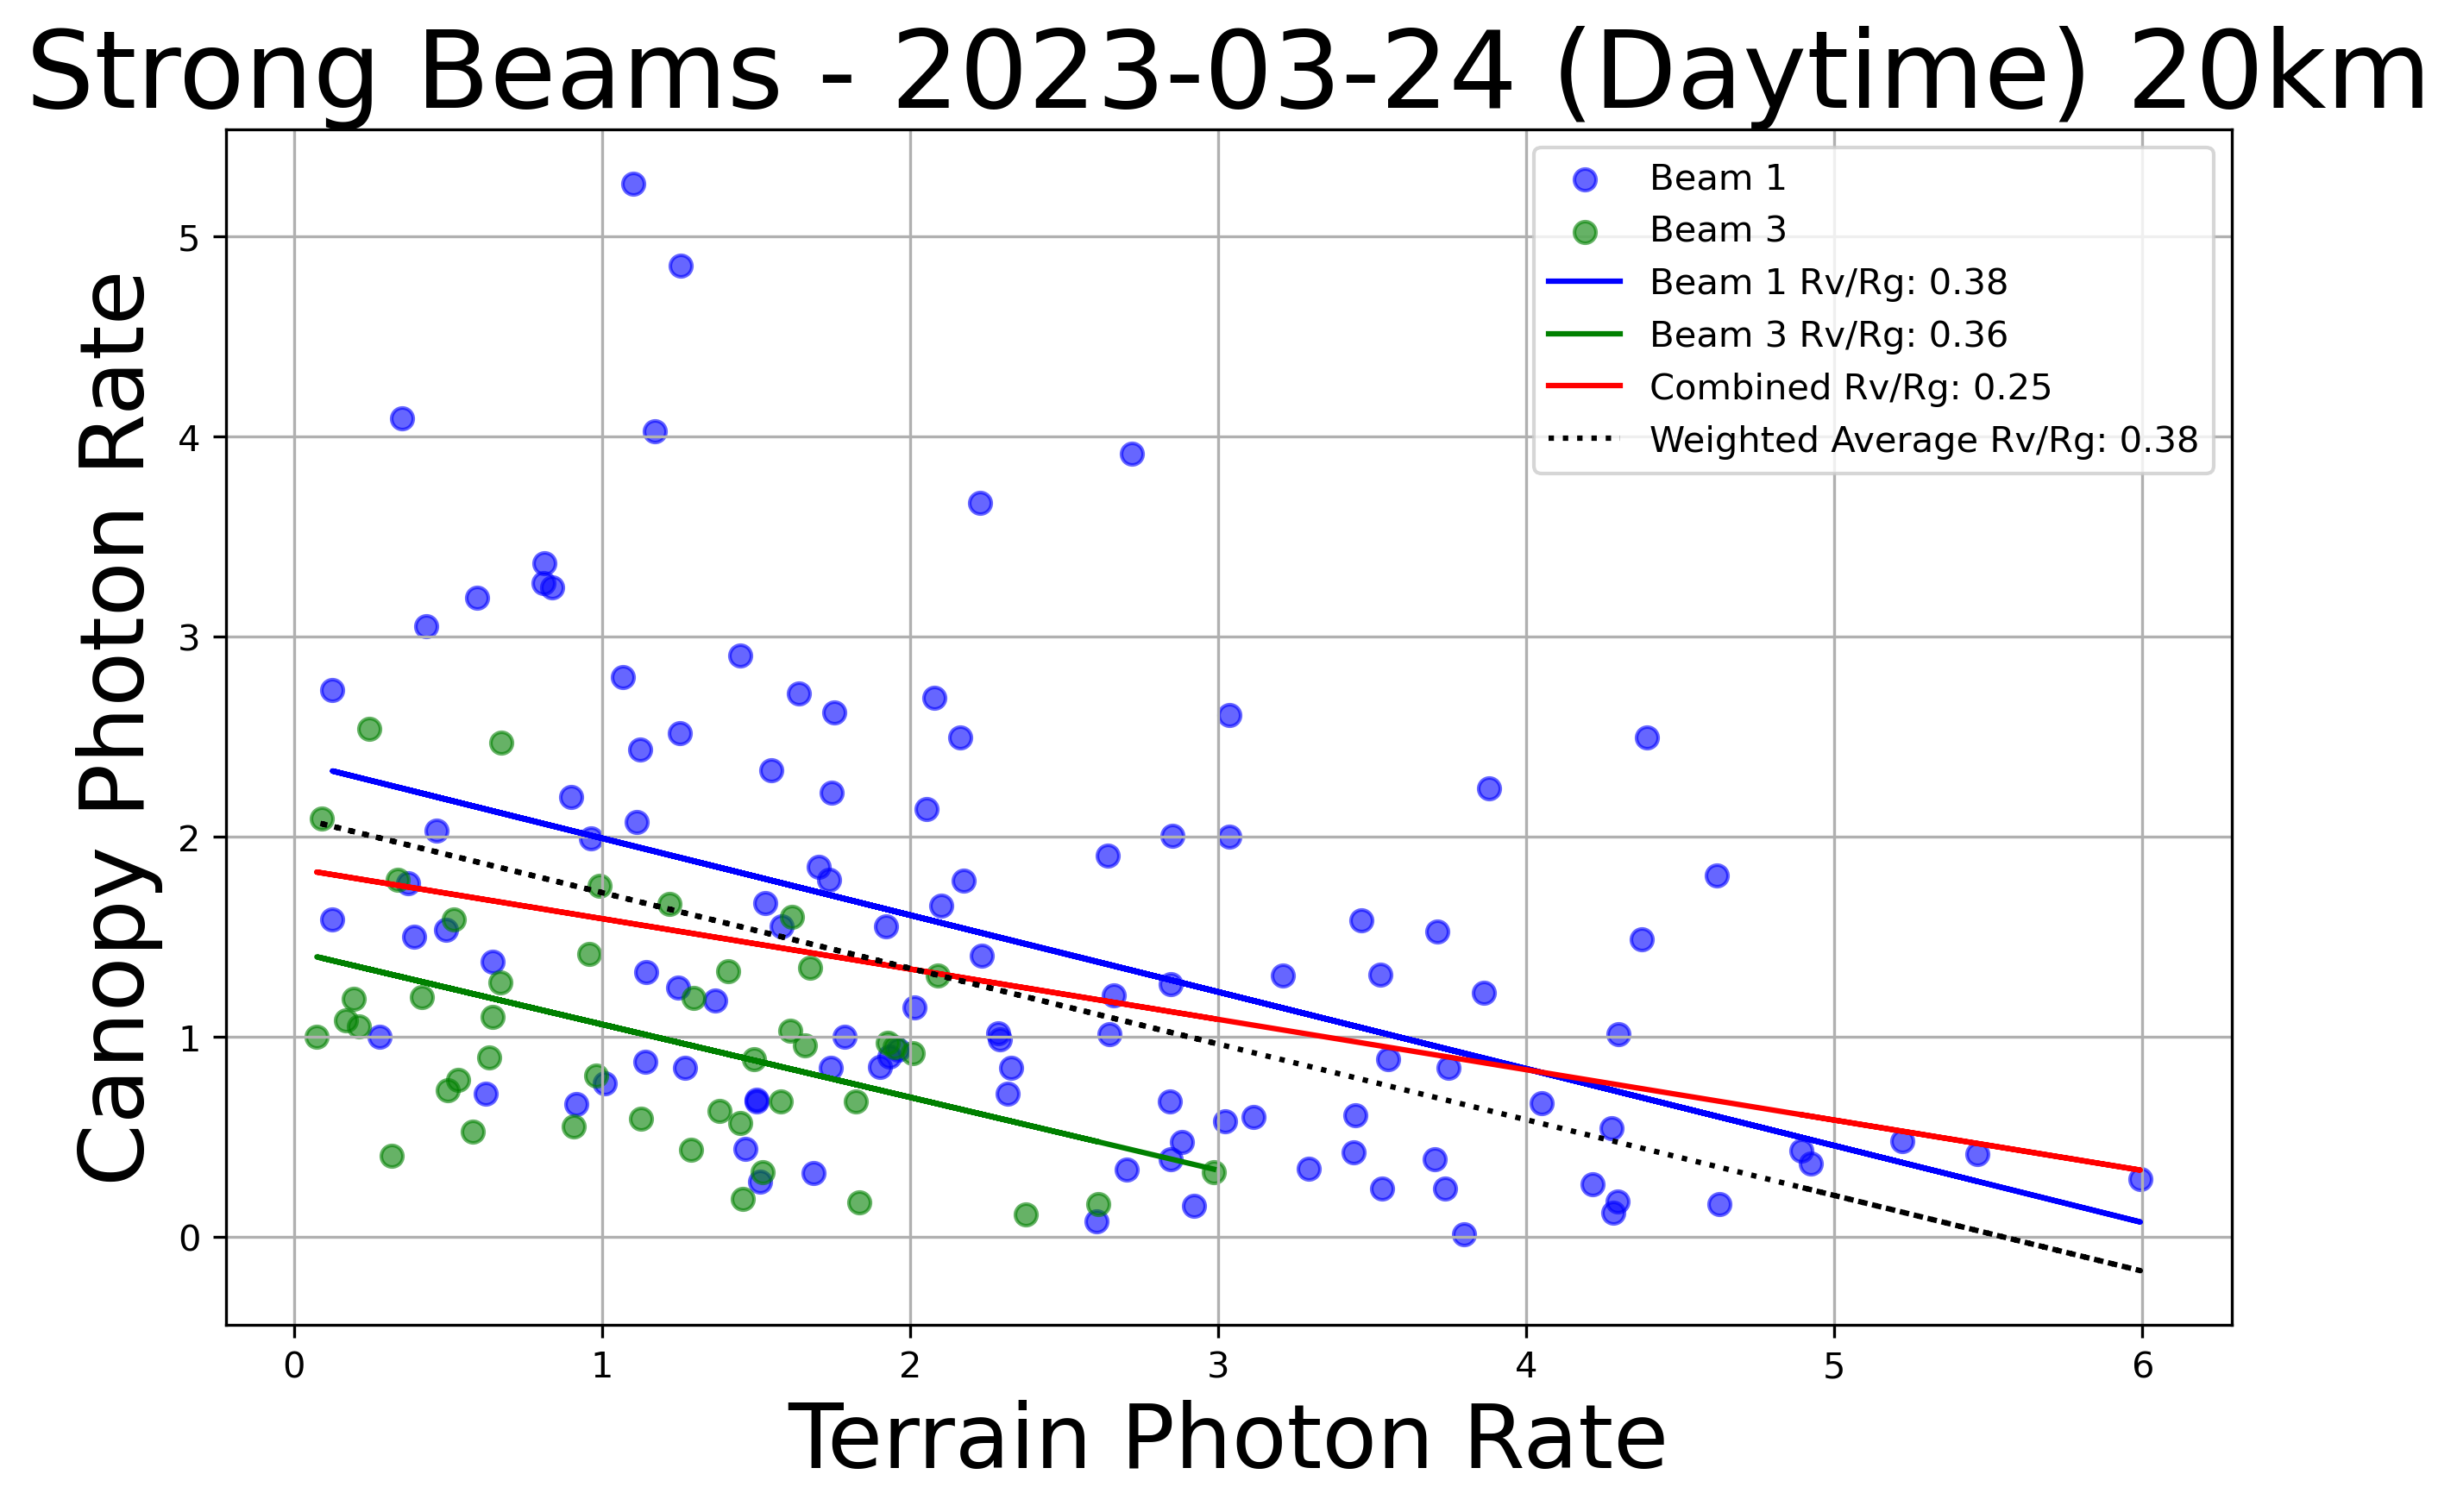 Strong Beams - 2023-03-24 (Daytime) 20km
Canopy Photon Rate
5
4
3
2
1
0
Beam 1
Beam 3
Beam 1 Rv/Rg: 0.38
Beam 3 Rv/Rg: 0.36
Combined Rv/Rg: 0.25
Weighted Average Rv/Rg: 0.38
0 1 2 3 4 5 6
Terrain Photon Rate